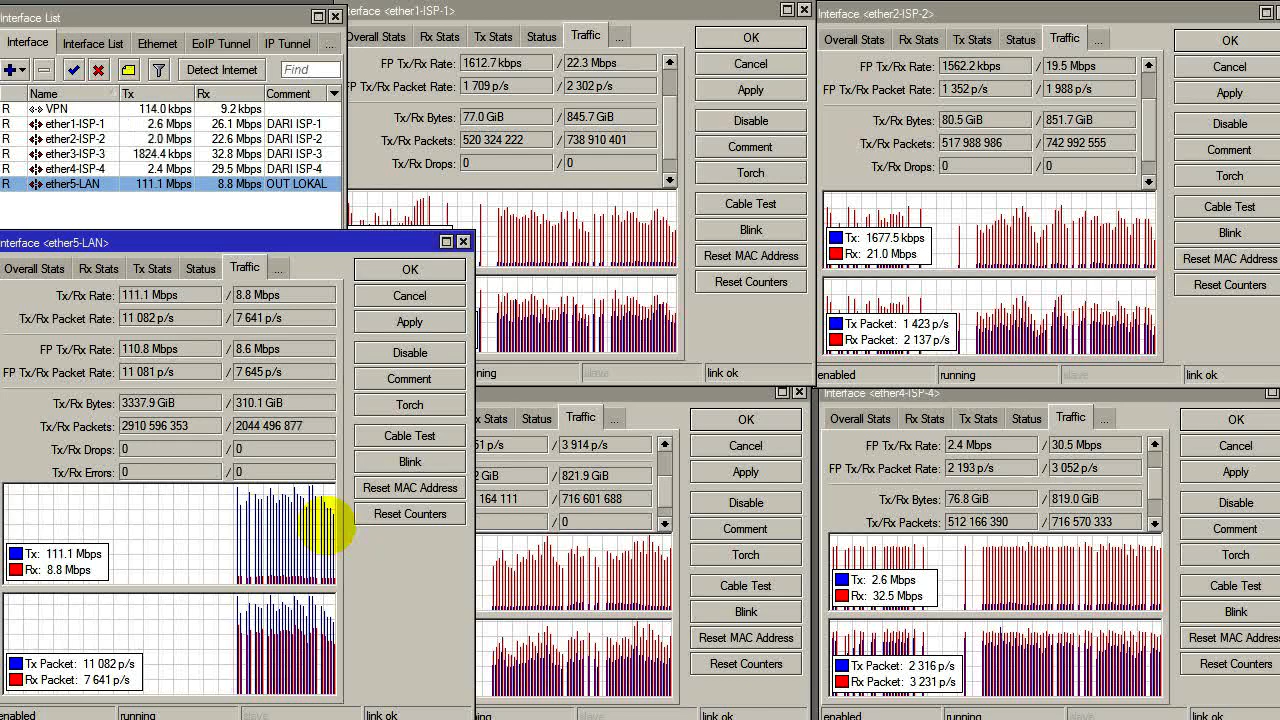 Interface List
Interface Interface List Ethernet EoIP Tunnel IP Tunnel ...
Detect Internet Find
Name Tx Rx Comment
R VPN 114.0 kbps 9.2 kbps
R ether1-ISP-1 2.6 Mbps 26.1 Mbps DARI ISP-1
R ether2-ISP-2 2.0 Mbps 22.6 Mbps DARI ISP-2
R ether3-ISP-3 1824.4 kbps 32.8 Mbps DARI ISP-3
R ether4-ISP-4 2.4 Mbps 29.5 Mbps DARI ISP-4
R ether5-LAN 111.1 Mbps 8.8 Mbps OUT LOKAL
nterface <ether1-ISP-1>
Overall Stats Rx Stats Tx Stats Status Traffic ...
FP Tx/Rx Rate: 1612.7 kbps / 22.3 Mbps
FP Tx/Rx Packet Rate: 1 709 p/s / 2 302 p/s
Tx/Rx Bytes: 77.0 GiB / 845.7 GiB
Tx/Rx Packets: 520 324 222 / 738 910 401
Tx/Rx Drops: 0 / 0
OK
Cancel
Apply
Disable
Comment
Torch
Cable Test
Blink
Reset MAC Address
Reset Counters
ning slave link ok
Interface <ether2-ISP-2>
Overall Stats Rx Stats Tx Stats Status Traffic ...
FP Tx/Rx Rate: 1562.2 kbps / 19.5 Mbps
FP Tx/Rx Packet Rate: 1 352 p/s / 1 988 p/s
Tx/Rx Bytes: 80.5 GiB / 851.7 GiB
Tx/Rx Packets: 517 988 986 / 742 992 555
Tx/Rx Drops: 0 / 0
Tx: 1677.5 kbps
Rx: 21.0 Mbps
Tx Packet: 1 423 p/s
Rx Packet: 2 137 p/s
OK
Cancel
Apply
Disable
Comment
Torch
Cable Test
Blink
Reset MAC Address
Reset Counters
enabled running slave link ok
nterface <ether5-LAN>
Overall Stats Rx Stats Tx Stats Status Traffic ...
Tx/Rx Rate: 111.1 Mbps / 8.8 Mbps
Tx/Rx Packet Rate: 11 082 p/s / 7 641 p/s
FP Tx/Rx Rate: 110.8 Mbps / 8.6 Mbps
FP Tx/Rx Packet Rate: 11 081 p/s / 7 645 p/s
Tx/Rx Bytes: 3337.9 GiB / 310.1 GiB
Tx/Rx Packets: 2910 596 353 / 2044 496 877
Tx/Rx Drops: 0 / 0
Tx/Rx Errors: 0 / 0
Tx: 111.1 Mbps
Rx: 8.8 Mbps
Tx Packet: 11 082 p/s
Rx Packet: 7 641 p/s
OK
Cancel
Apply
Disable
Comment
Torch
Cable Test
Blink
Reset MAC Address
Reset Counters
enabled running slave link ok
x Stats Status Traffic ...
51 p/s / 3 914 p/s
2 GiB / 821.9 GiB
164 111 / 716 601 688
/ 0
OK
Cancel
Apply
Disable
Comment
Torch
Cable Test
Blink
Reset MAC Address
Reset Counters
ning slave link ok
Interface <ether4-ISP-4>
Overall Stats Rx Stats Tx Stats Status Traffic ...
FP Tx/Rx Rate: 2.4 Mbps / 30.5 Mbps
FP Tx/Rx Packet Rate: 2 193 p/s / 3 052 p/s
Tx/Rx Bytes: 76.8 GiB / 819.0 GiB
Tx/Rx Packets: 512 166 390 / 716 570 333
Tx: 2.6 Mbps
Rx: 32.5 Mbps
Tx Packet: 2 316 p/s
Rx Packet: 3 231 p/s
OK
Cancel
Apply
Disable
Comment
Torch
Cable Test
Blink
Reset MAC Address
Reset Counters
enabled running slave link ok